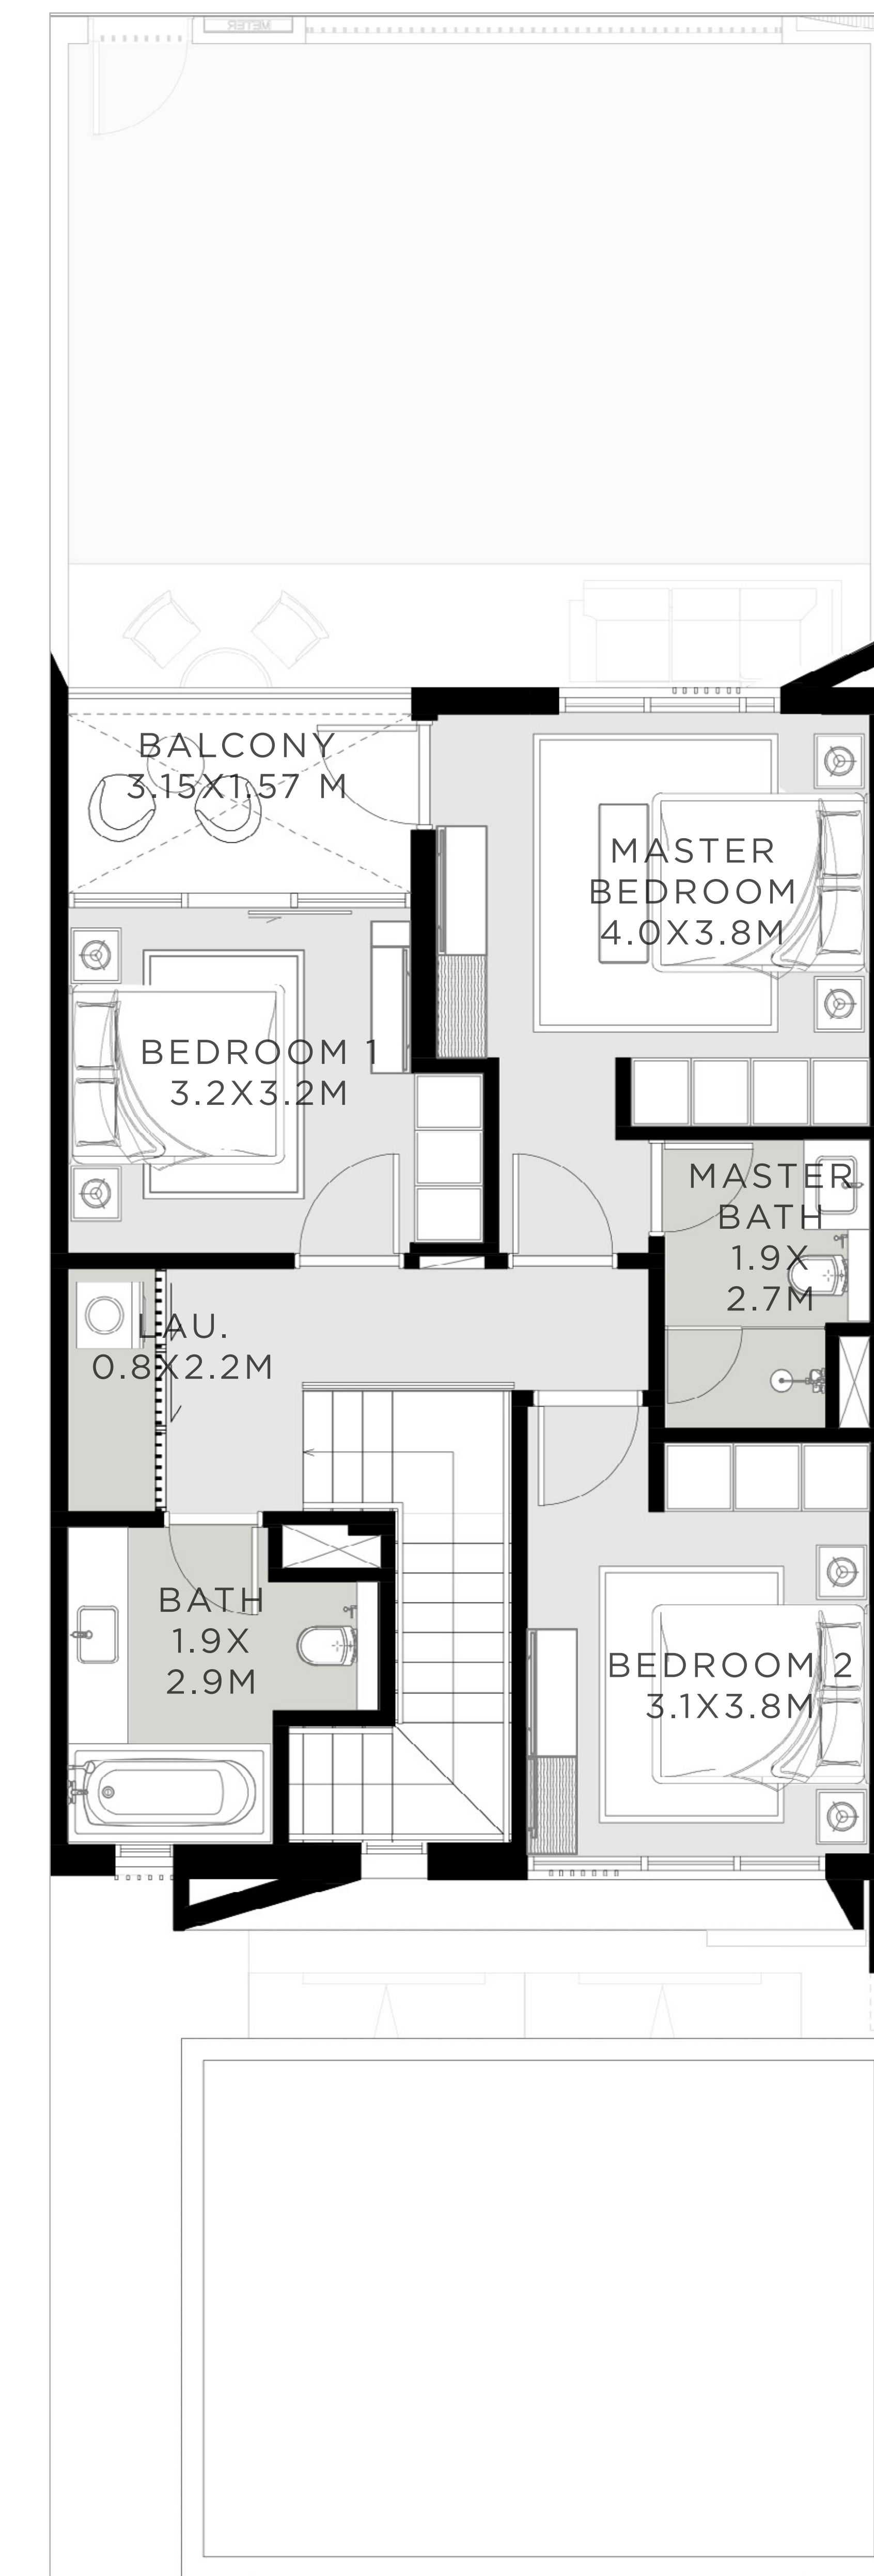 METER
BALCONY
3.15X1.57 M
MASTER
BEDROOM
4.0X3.8M
BEDROOM 1
3.2X3.2M
MASTER
BATH
1.9X
2.7M
LAU.
0.8X2.2M
BATH
1.9X
2.9M
BEDROOM 2
3.1X3.8M